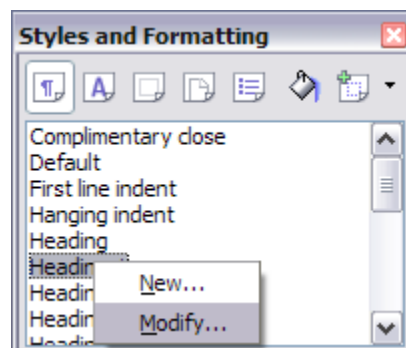 Styles and Formatting
Complimentary close
Default
First line indent
Hanging indent
Heading
New...
Modify...